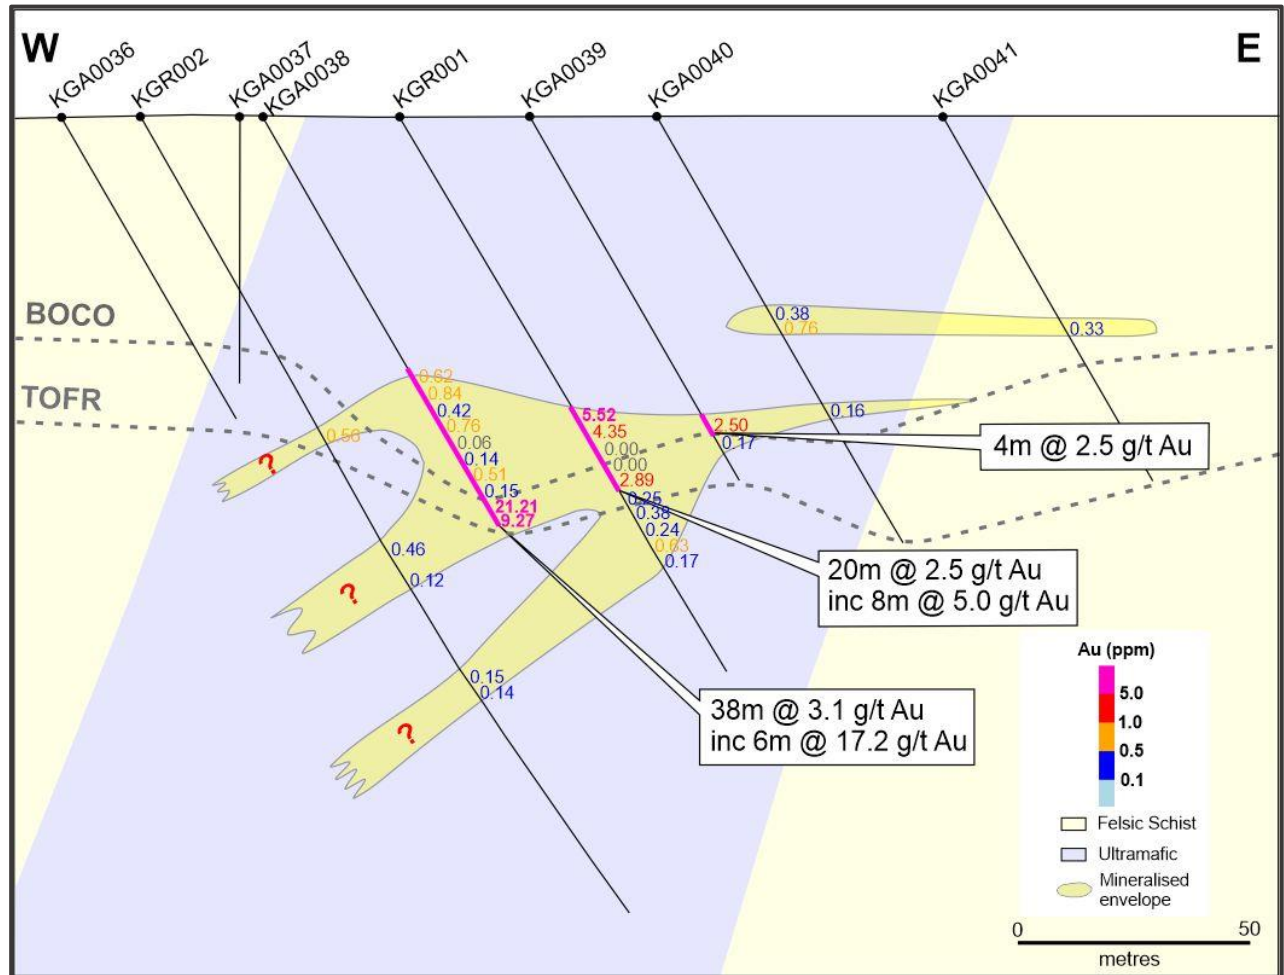 W
E
KGA0036
KGR002
KGA0037
KGA0038
KGR001
KGA0039
KGA0040
KGA0041
BOCO
TOFR
0.38
0.76
0.33
0.62
0.84
0.42
0.76
0.06
0.14
0.51
0.15
21.21
9.27
0.56
?
5.52
4.35
0.00
0.00
2.89
0.25
0.38
0.24
0.63
0.17
2.50
0.17
0.16
4m @ 2.5 g/t Au
0.46
0.12
?
20m @ 2.5 g/t Au
inc 8m @ 5.0 g/t Au
0.15
0.14
?
38m @ 3.1 g/t Au
inc 6m @ 17.2 g/t Au
Au (ppm)
5.0
1.0
0.5
0.1
Felsic Schist
Ultramafic
Mineralised
envelope
0 50
metres